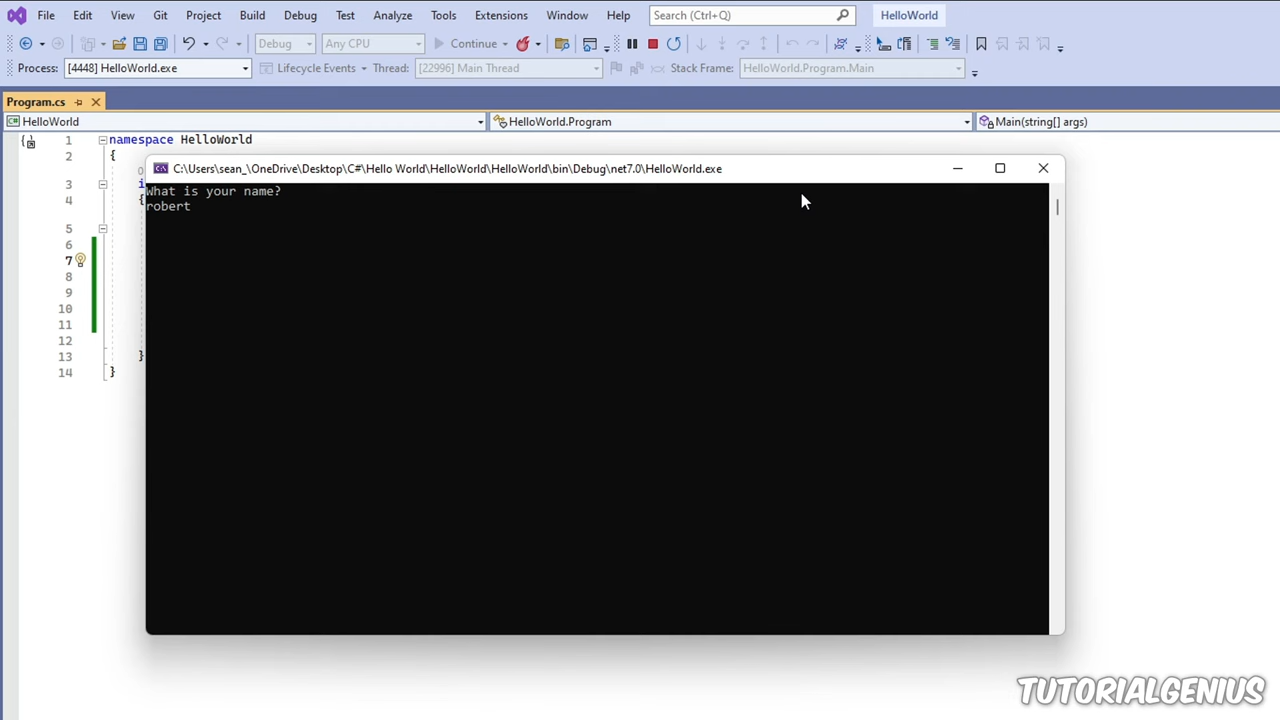 File Edit View Git Project Build Debug Test Analyze Tools Extensions Window Help Search (Ctrl+Q) HelloWorld
Debug Any CPU Continue
Process: [4448] HelloWorld.exe Lifecycle Events Thread: [22996] Main Thread Stack Frame: HelloWorld.Program.Main
Program.cs
HelloWorld HelloWorld.Program Main(string[] args)
1 namespace HelloWorld
2 {
C:\Users\sean_\OneDrive\Desktop\C#\Hello World\HelloWorld\HelloWorld\bin\Debug\net7.0\HelloWorld.exe
3 i
What is your name?
4 {
robert
5
6
7
8
9
10
11
12
13 }
14 }
TUTORIALGENIUS